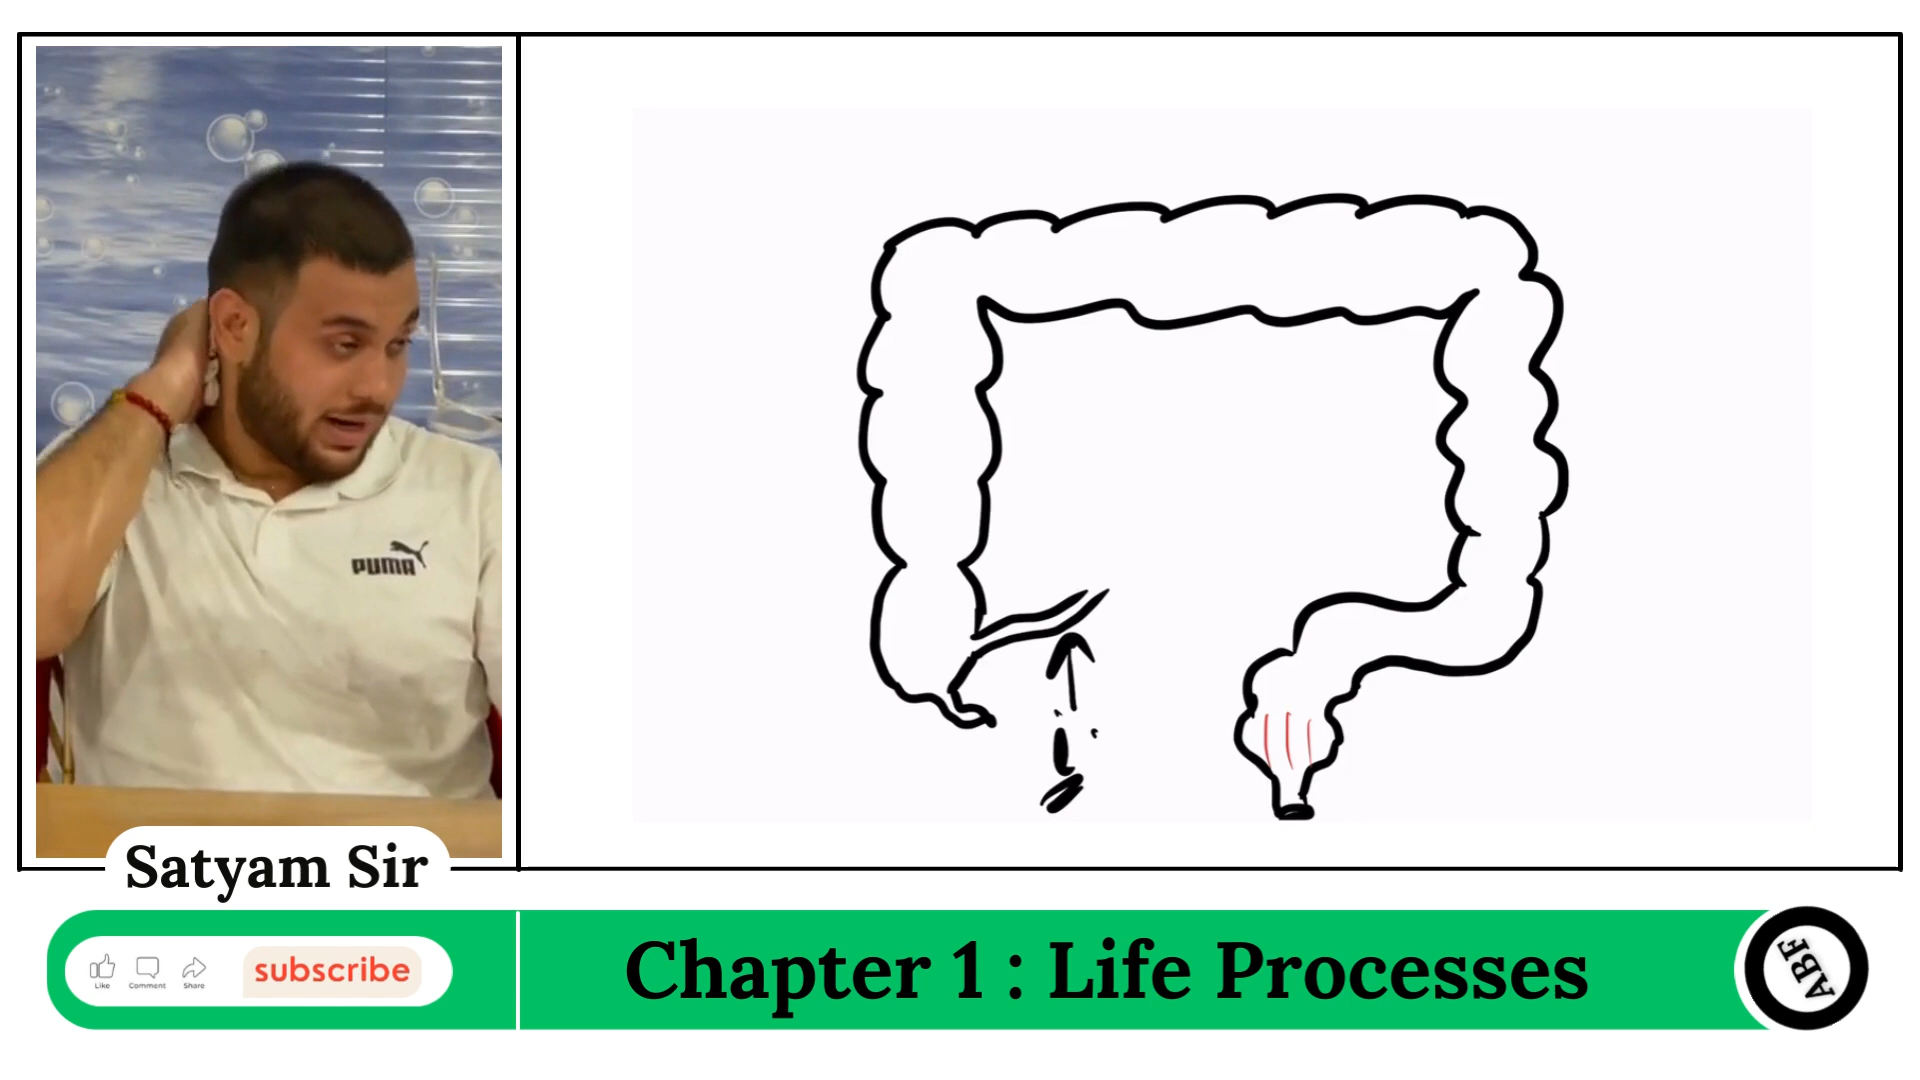 PUMA
Satyam Sir
Like
Comment
Share
subscribe
Chapter 1 : Life Processes
ABF